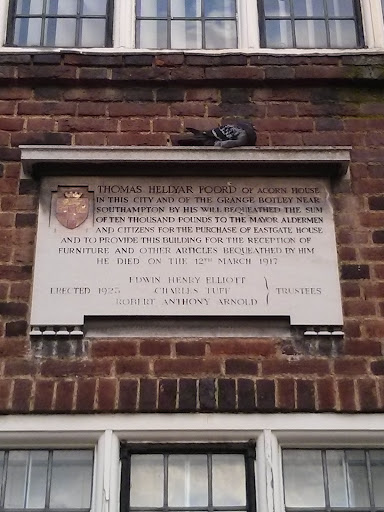 THOMAS HELLYAR FOORD OF ACORN HOUSE
IN THIS CITY AND OF THE GRANGE BOTLEY NEAR
SOUTHAMPTON BY HIS WILL BEQUEATHED THE SUM
OF TEN THOUSAND POUNDS TO THE MAYOR ALDERMEN
AND CITIZENS FOR THE PURCHASE OF EASTGATE HOUSE
AND TO PROVIDE THIS BUILDING FOR THE RECEPTION OF
FURNITURE AND OTHER ARTICLES BEQUEATHED BY HIM
HE DIED ON THE 12TH MARCH 1917
EDWIN HENRY ELLIOTT
ERECTED 1923 CHARLES TUFF TRUSTEES
ROBERT ANTHONY ARNOLD